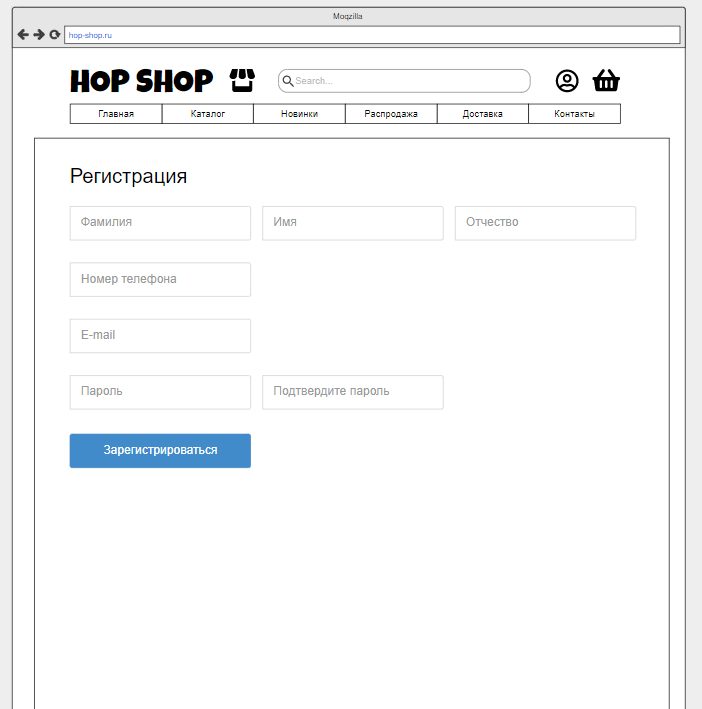 Moqzilla
hop-shop.ru
HOP SHOP
Search...
Главная Каталог Новинки Распродажа Доставка Контакты
Регистрация
Фамилия Имя Отчество
Номер телефона
E-mail
Пароль Подтвердите пароль
Зарегистрироваться